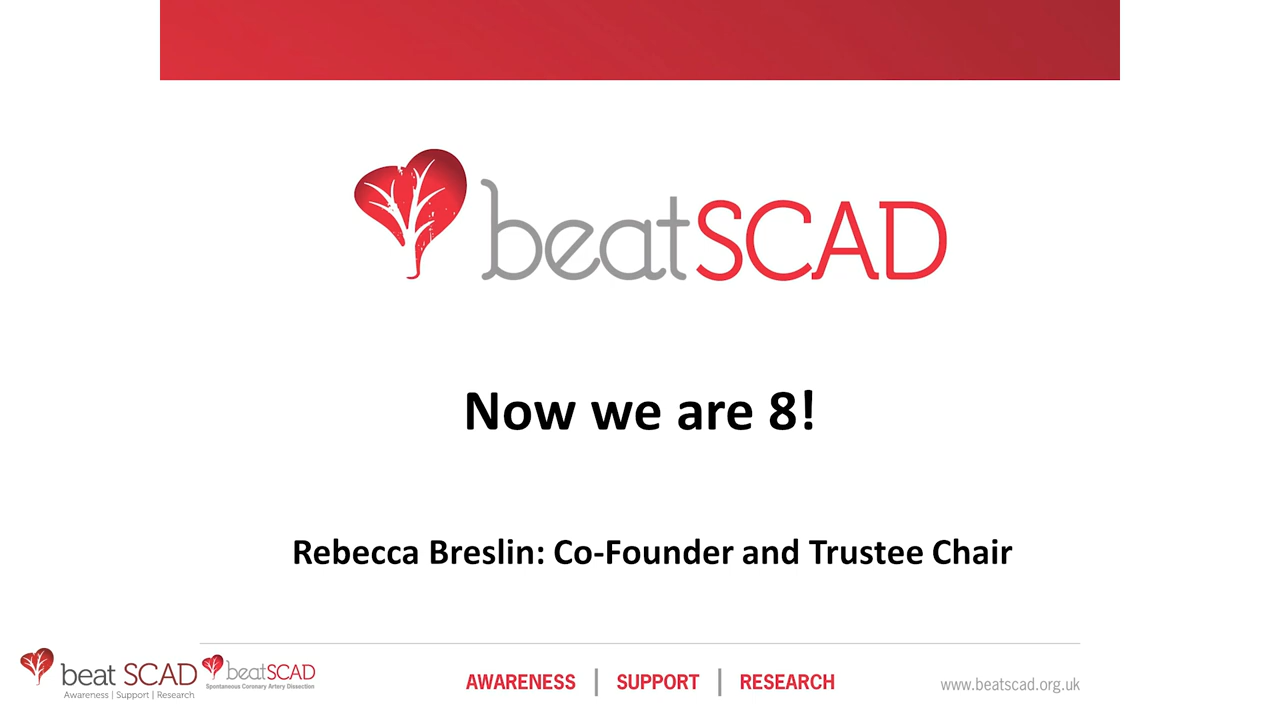 beatSCAD
Now we are 8!
Rebecca Breslin: Co-Founder and Trustee Chair
beat SCAD
Awareness | Support | Research
beatSCAD
Spontaneous Coronary Artery Dissection
AWARENESS | SUPPORT | RESEARCH
www.beatscad.org.uk